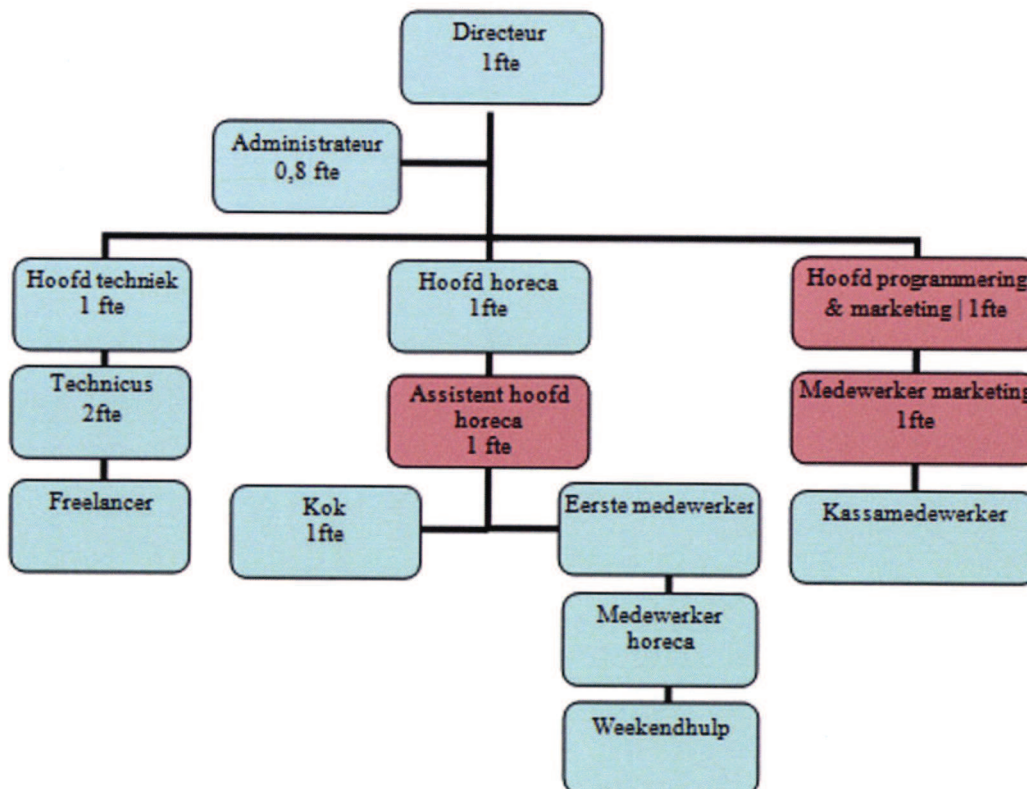 Directeur
1fte
Administrateur
0,8 fte
Hoofd techniek
1 fte
Hoofd horeca
1fte
Hoofd programmering
& marketing | 1fte
Technicus
2fte
Assistent hoofd
horeca
1 fte
Medewerker marketing
1fte
Freelancer
Kok
1fte
Eerste medewerker
Kassamedewerker
Medewerker
horeca
Weekendhulp